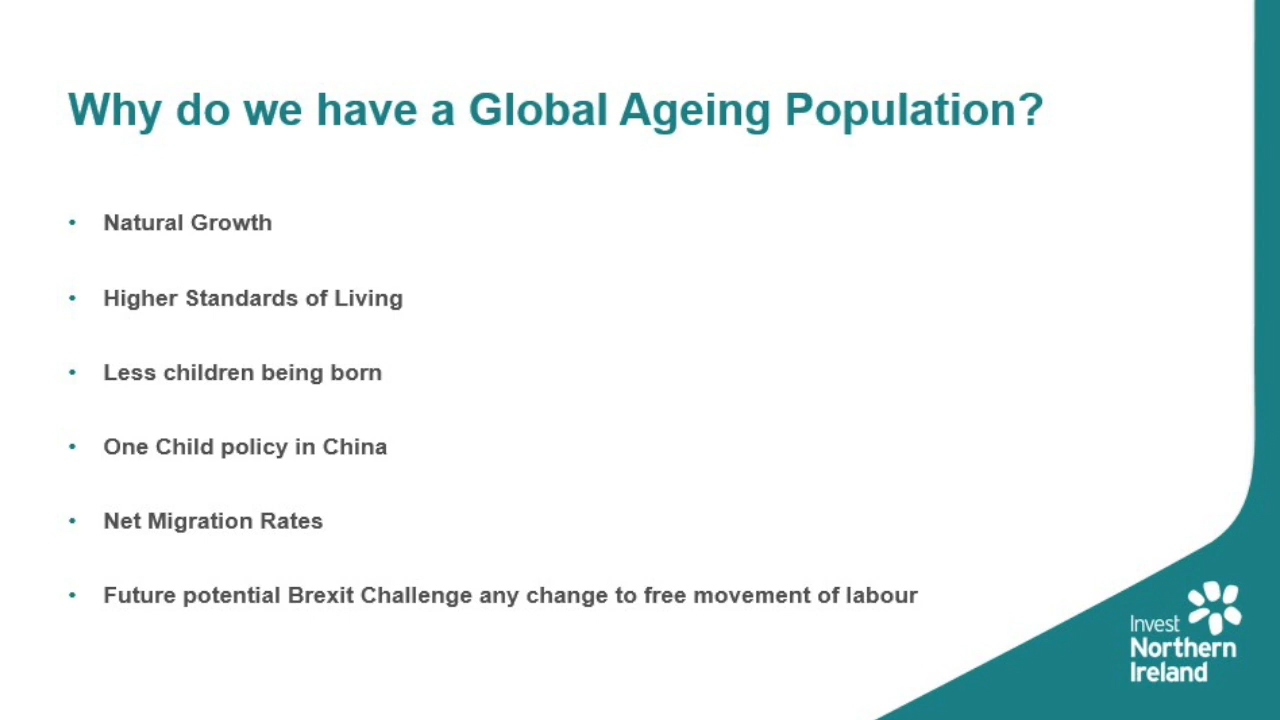 Why do we have a Global Ageing Population?
• Natural Growth
• Higher Standards of Living
• Less children being born
• One Child policy in China
• Net Migration Rates
• Future potential Brexit Challenge any change to free movement of labour
Invest
Northern
Ireland